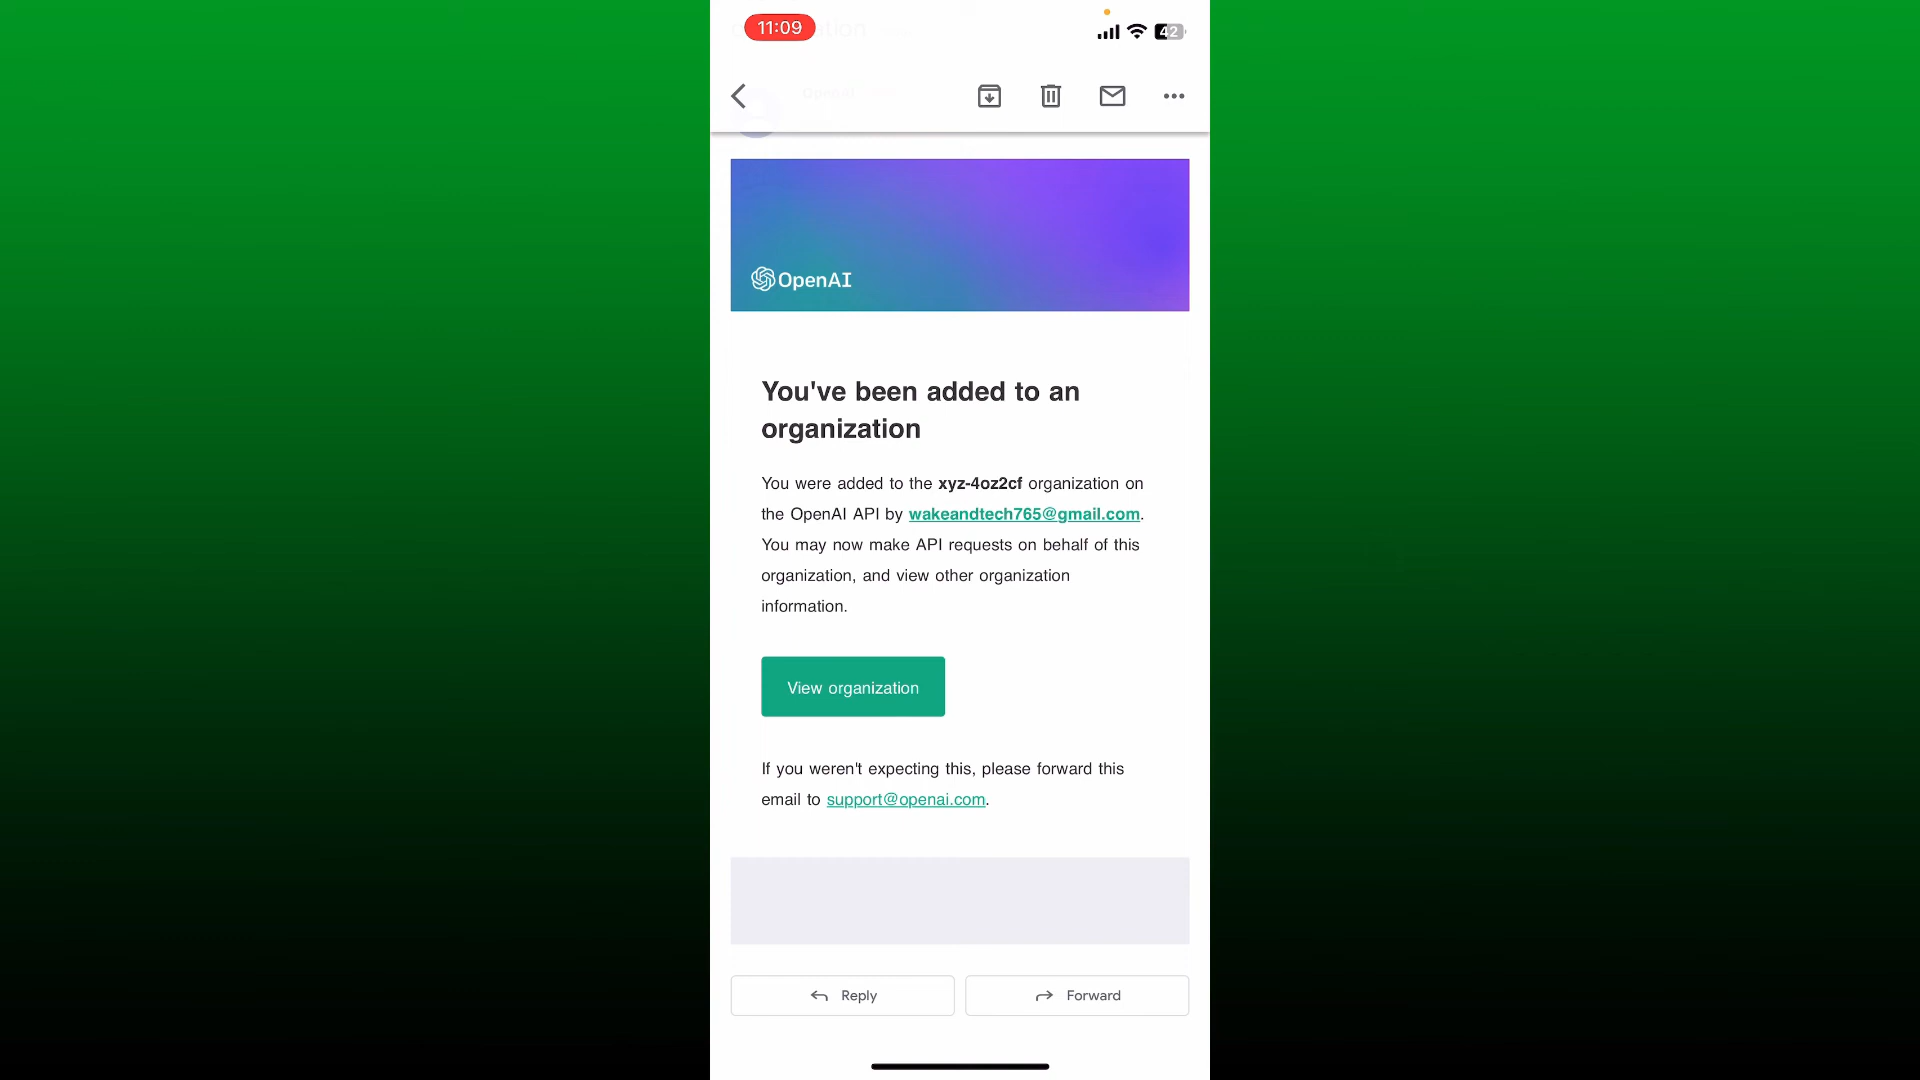 11:09
42
OpenAI
OpenAI
You've been added to an
organization
You were added to the xyz-4oz2cf organization on
the OpenAI API by wakeandtech765@gmail.com.
You may now make API requests on behalf of this
organization, and view other organization
information.
View organization
If you weren't expecting this, please forward this
email to support@openai.com.
Reply
Forward